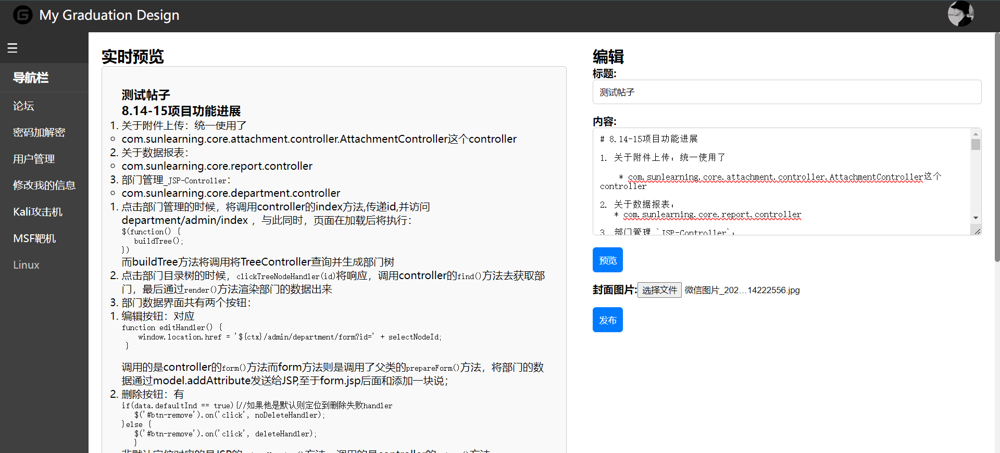 My Graduation Design
☰
导航栏
论坛
密码加解密
用户管理
修改我的信息
Kali攻击机
MSF靶机
Linux
实时预览
测试帖子
8.14-15项目功能进展
1. 关于附件上传：统一使用了
com.sunlearning.core.attachment.controller.AttachmentController这个controller
2. 关于数据报表：
com.sunlearning.core.report.controller
3. 部门管理_JSP-Controller：
com.sunlearning.core.department.controller
1. 点击部门管理的时候，将调用controller的index方法,传递id,并访问
department/admin/index ，与此同时，页面在加载后将执行：
$(function() {
buildTree();
})
而buildTree方法将调用将TreeController查询并生成部门树
2. 点击部门目录树的时候，clickTreeNodeHandler(id)将响应，调用controller的find()方法去获取部
门，最后通过render()方法渲染部门的数据出来
3. 部门数据界面共有两个按钮：
1. 编辑按钮：对应
function editHandler() {
window.location.href = '${ctx}/admin/department/form?id=' + selectNodeId;
}
调用的是controller的form()方法而form方法则是调用了父类的prepareForm()方法，将部门的数
据通过model.addAttribute发送给JSP,至于form.jsp后面和添加一块说；
2. 删除按钮：有
if(data.defaultInd == true){//如果他是默认则定位到删除失败handler
$('#btn-remove').on('click', noDeleteHandler);
}else {
$('#btn-remove').on('click', deleteHandler);
}
编辑
标题:
测试帖子
内容:
# 8.14-15项目功能进展
1. 关于附件上传：统一使用了
* com.sunlearning.core.attachment.controller.AttachmentController这个
controller
2. 关于数据报表：
* com.sunlearning.core.report.controller
3. 部门管理_`JSP-Controller`：
预览
封面图片:选择文件 微信图片_202...14222556.jpg
发布